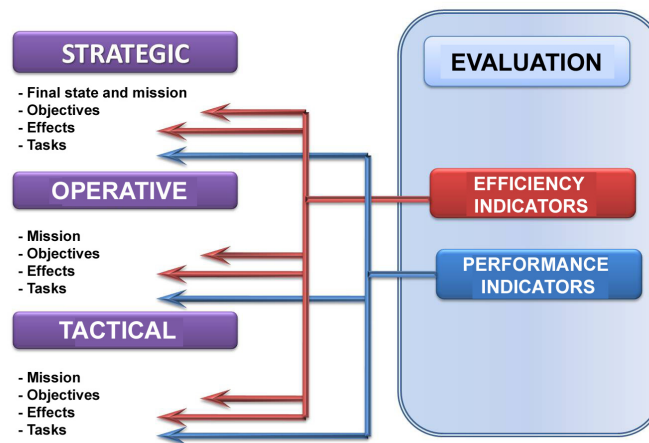 STRATEGIC
- Final state and mission
- Objectives
- Effects
- Tasks
OPERATIVE
- Mission
- Objectives
- Effects
- Tasks
TACTICAL
- Mission
- Objectives
- Effects
- Tasks
EVALUATION
EFFICIENCY
INDICATORS
PERFORMANCE
INDICATORS